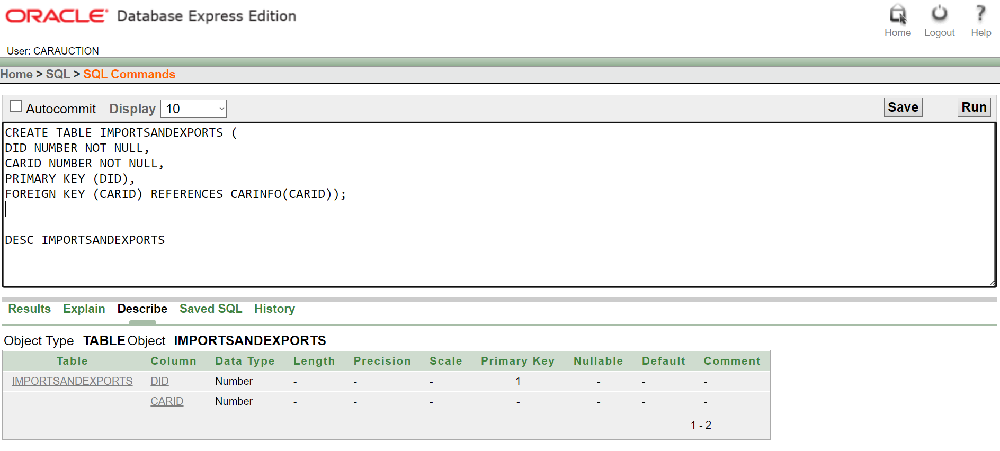 ORACLE Database Express Edition
Home Logout Help
User: CARAUCTION
Home > SQL > SQL Commands
Autocommit Display 10 Save Run
CREATE TABLE IMPORTSANDEXPORTS (
DID NUMBER NOT NULL,
CARID NUMBER NOT NULL,
PRIMARY KEY (DID),
FOREIGN KEY (CARID) REFERENCES CARINFO(CARID));
DESC IMPORTSANDEXPORTS
Results Explain Describe Saved SQL History
Object Type TABLE Object IMPORTSANDEXPORTS
Table Column Data Type Length Precision Scale Primary Key Nullable Default Comment
IMPORTSANDEXPORTS DID Number - - - 1 - - -
CARID Number - - - - - - -
1 - 2